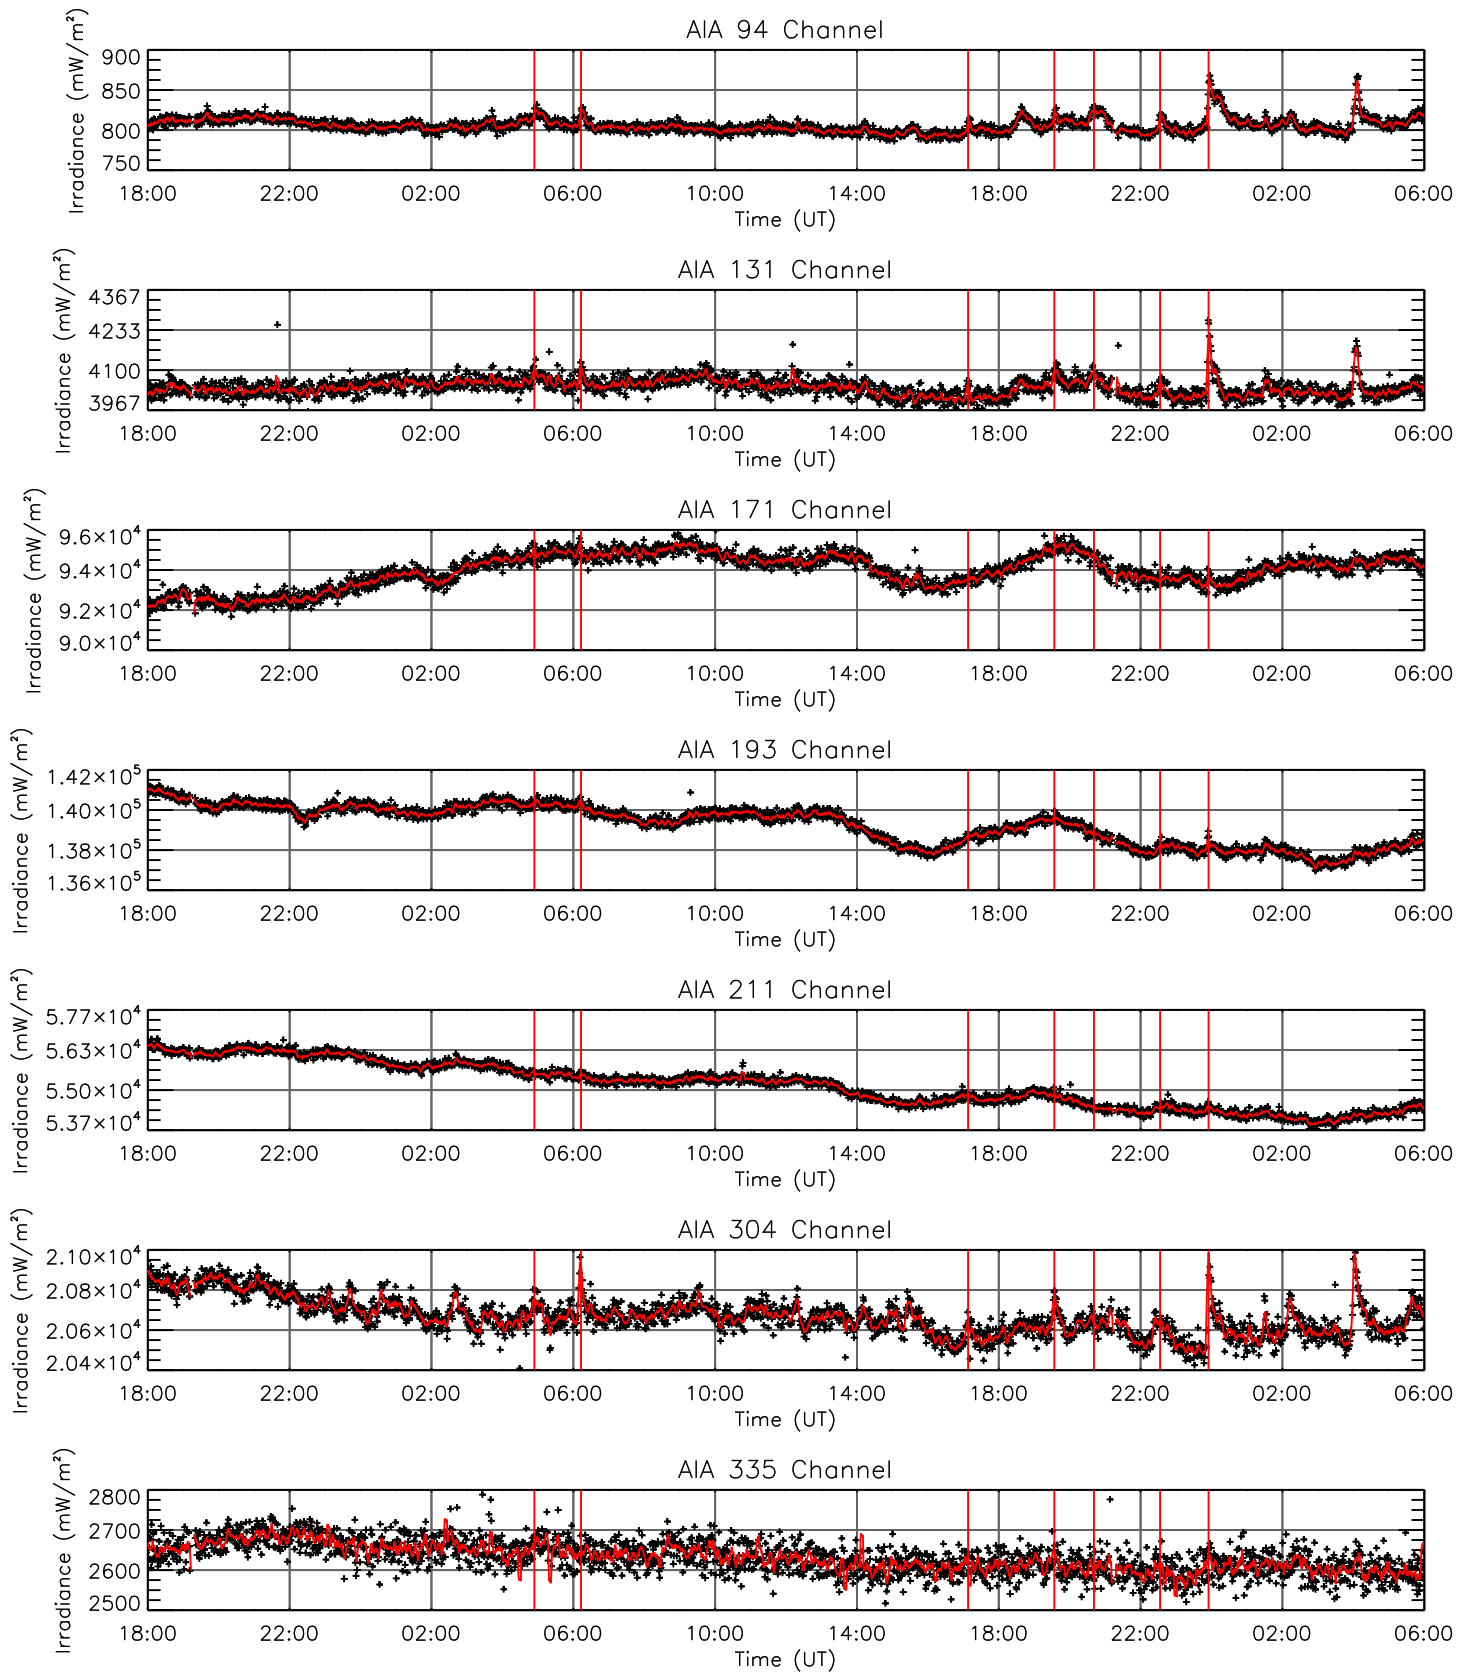 AIA 94 Channel
Irradiance (mW/m²)
900
850
800
750
18:00 22:00 02:00 06:00 10:00 14:00 18:00 22:00 02:00 06:00
Time (UT)
AIA 131 Channel
Irradiance (mW/m²)
4367
4233
4100
3967
18:00 22:00 02:00 06:00 10:00 14:00 18:00 22:00 02:00 06:00
Time (UT)
AIA 171 Channel
Irradiance (mW/m²)
9.6×10⁴
9.4×10⁴
9.2×10⁴
9.0×10⁴
18:00 22:00 02:00 06:00 10:00 14:00 18:00 22:00 02:00 06:00
Time (UT)
AIA 193 Channel
Irradiance (mW/m²)
1.42×10⁵
1.40×10⁵
1.38×10⁵
1.36×10⁵
18:00 22:00 02:00 06:00 10:00 14:00 18:00 22:00 02:00 06:00
Time (UT)
AIA 211 Channel
Irradiance (mW/m²)
5.77×10⁴
5.63×10⁴
5.50×10⁴
5.37×10⁴
18:00 22:00 02:00 06:00 10:00 14:00 18:00 22:00 02:00 06:00
Time (UT)
AIA 304 Channel
Irradiance (mW/m²)
2.10×10⁴
2.08×10⁴
2.06×10⁴
2.04×10⁴
18:00 22:00 02:00 06:00 10:00 14:00 18:00 22:00 02:00 06:00
Time (UT)
AIA 335 Channel
Irradiance (mW/m²)
2800
2700
2600
2500
18:00 22:00 02:00 06:00 10:00 14:00 18:00 22:00 02:00 06:00
Time (UT)